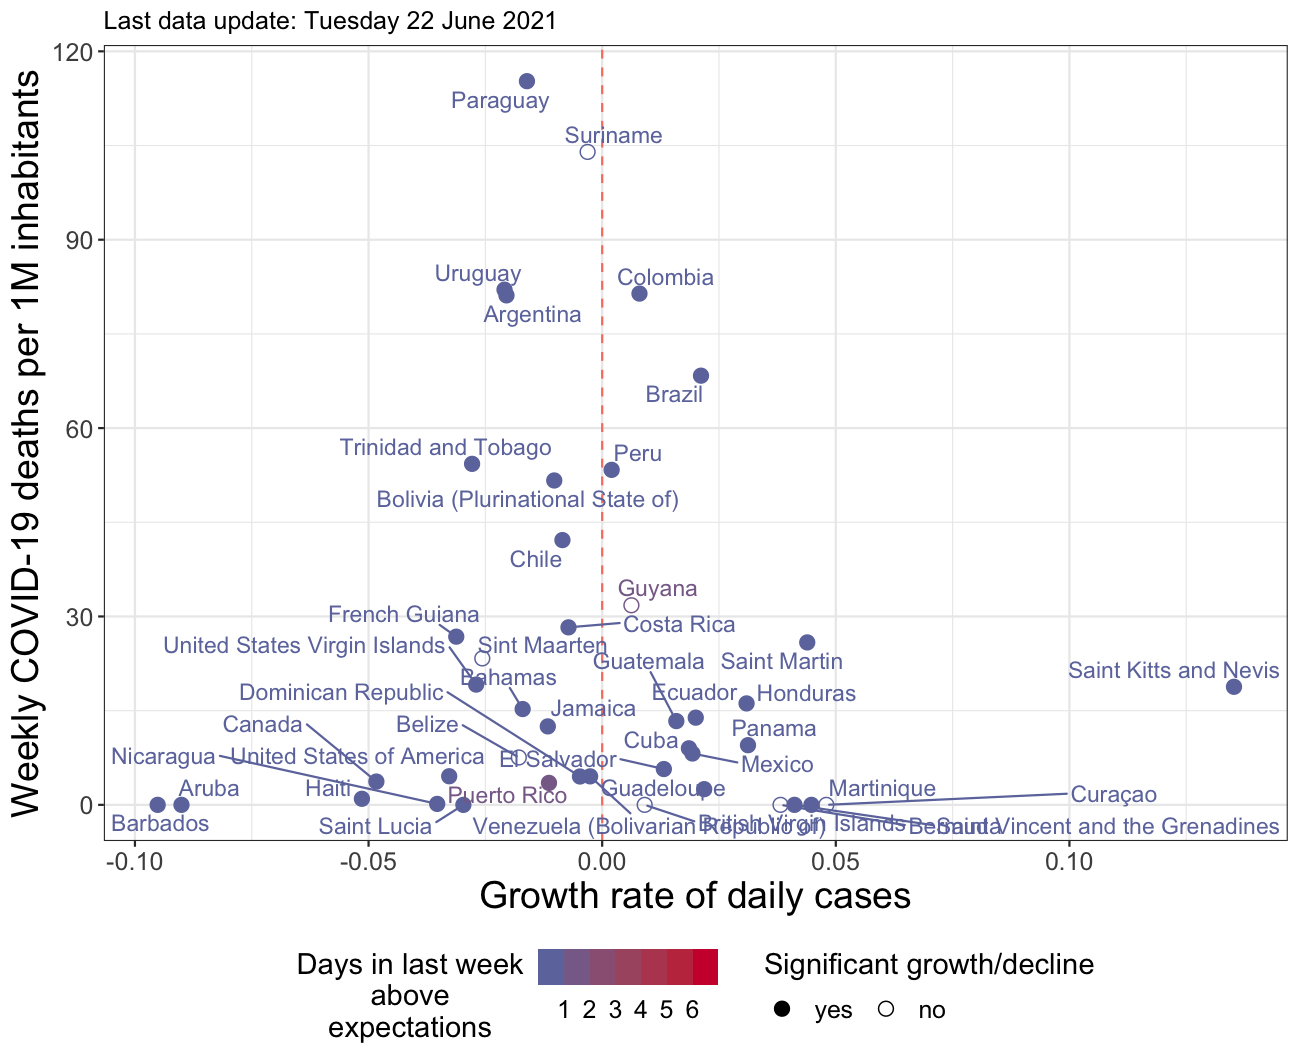 Last data update: Tuesday 22 June 2021
120
Paraguay
Suriname
90
Uruguay
Colombia
Argentina
Brazil
60
Trinidad and Tobago
Peru
Bolivia (Plurinational State of)
Chile
Guyana
30
French Guiana
Costa Rica
United States Virgin Islands
Sint Maarten
Guatemala
Saint Martin
Saint Kitts and Nevis
Bahamas
Dominican Republic
Ecuador
Honduras
Jamaica
Canada
Belize
Panama
Cuba
Nicaragua
United States of America
El Salvador
Mexico
Aruba
Haiti
Puerto Rico
Guadeloupe
Martinique
Curaçao
0
Barbados
Saint Lucia
Venezuela (Bolivarian Republic of)
British Virgin Islands
Bermuda
Saint Vincent and the Grenadines
-0.10
-0.05
0.00
0.05
0.10
Weekly COVID-19 deaths per 1M inhabitants
Growth rate of daily cases
Days in last week
above
expectations
1 2 3 4 5 6
Significant growth/decline
yes
no